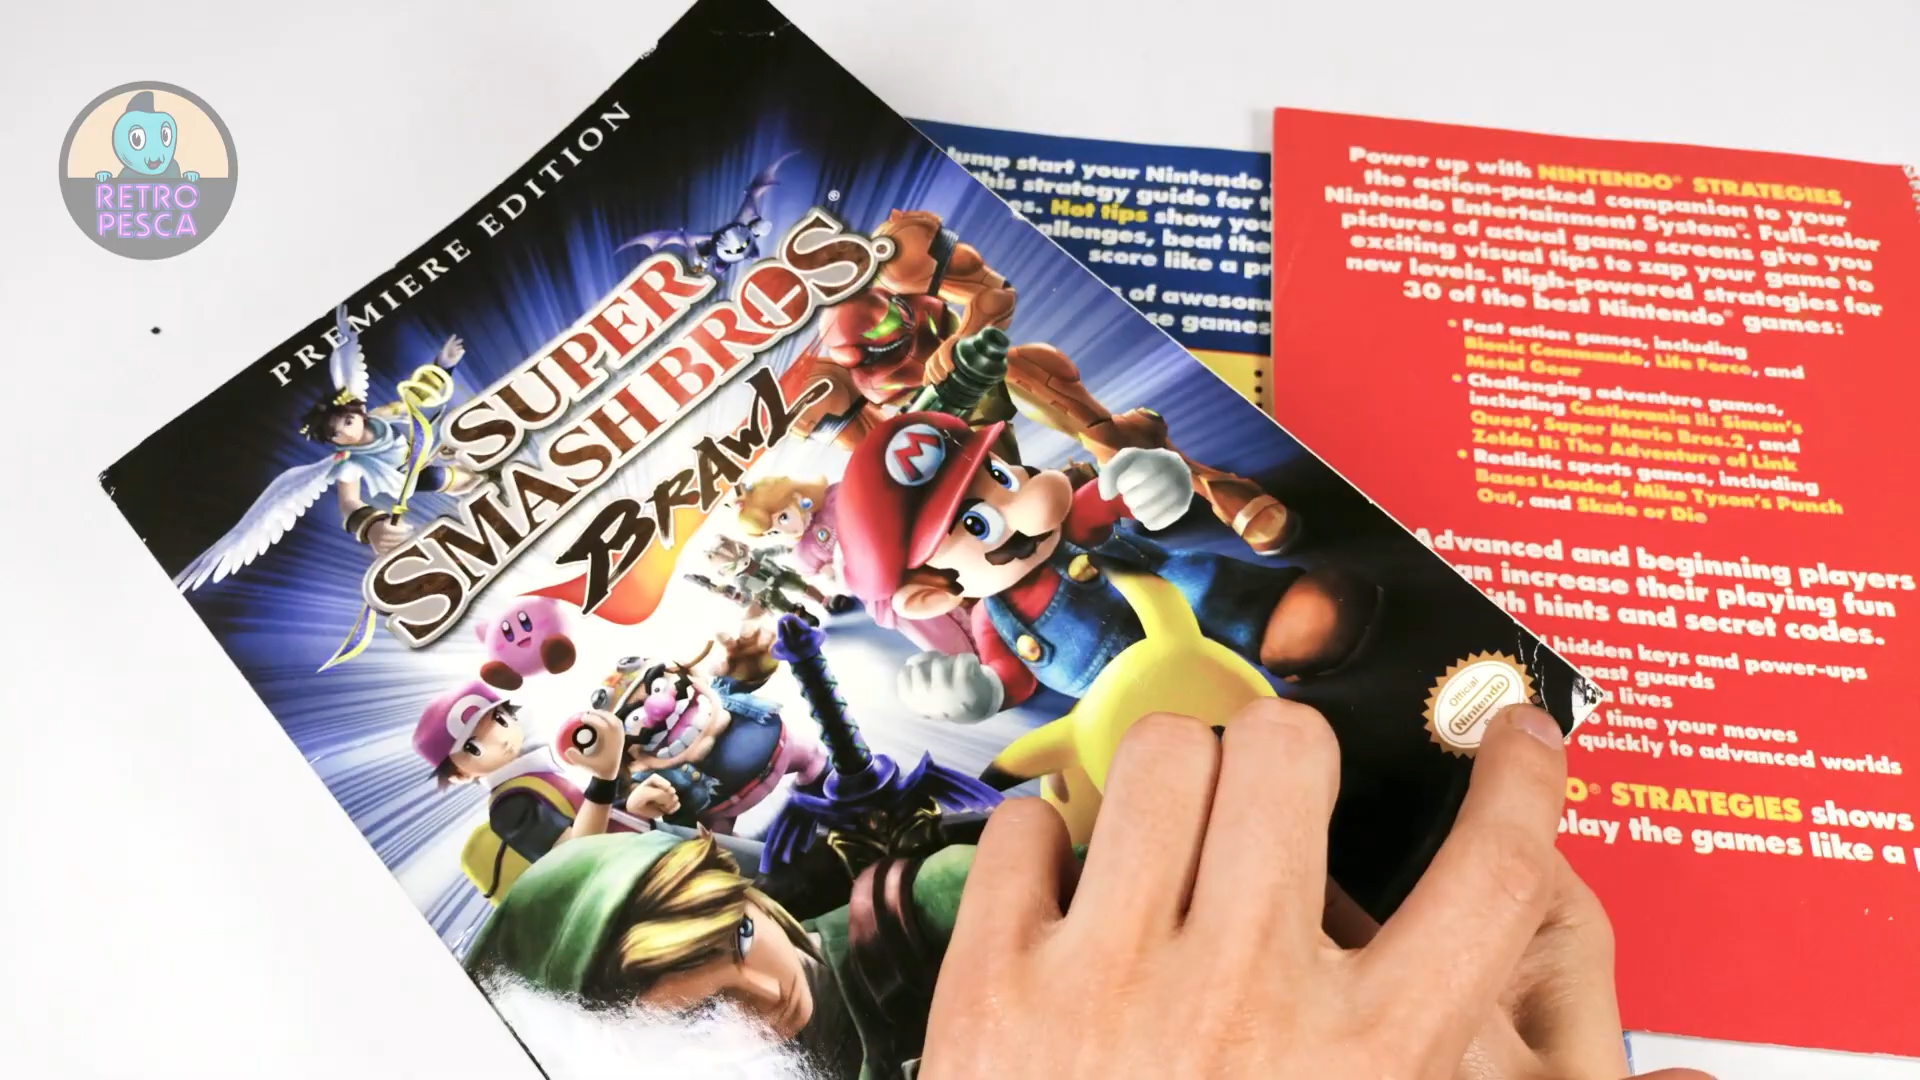 RETRO
PESCA
PREMIERE EDITION
SUPER
SMASH BROS.
BRAWL
®
M
Official
Nintendo
Jump start your Nintendo
this strategy guide for
Hot tips show you
allenges, beat the
score like a pr
of awesom
se games
Power up with NINTENDO® STRATEGIES,
the action-packed companion to your
Nintendo Entertainment System®. Full-color
pictures of actual game screens give you
exciting visual tips to zap your game to
new levels. High-powered strategies for
30 of the best Nintendo® games:
• Fast action games, including
Bionic Commando, Life Force, and
Metal Gear
• Challenging adventure games,
including Castlevania II: Simon's
Quest, Super Mario Bros.2, and
Zelda II: The Adventure of Link
• Realistic sports games, including
Bases Loaded, Mike Tyson's Punch
Out, and Skate or Die
Advanced and beginning players
an increase their playing fun
ith hints and secret codes.
hidden keys and power-ups
past guards
lives
o time your moves
quickly to advanced worlds
O® STRATEGIES shows
play the games like a p